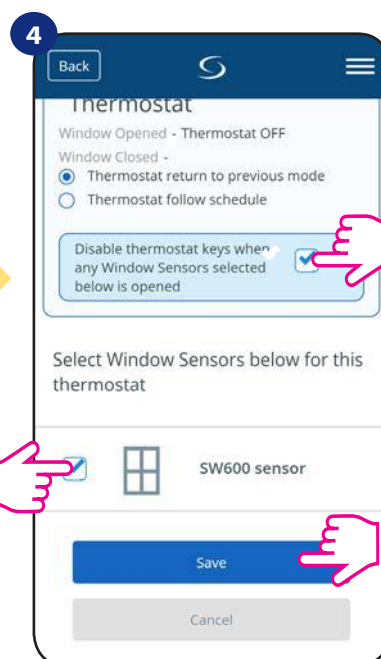 4
Back
Thermostat
Window Opened - Thermostat OFF
Window Closed -
Thermostat return to previous mode
Thermostat follow schedule
Disable thermostat keys when
any Window Sensors selected
below is opened
Select Window Sensors below for this
thermostat
SW600 sensor
Save
Cancel